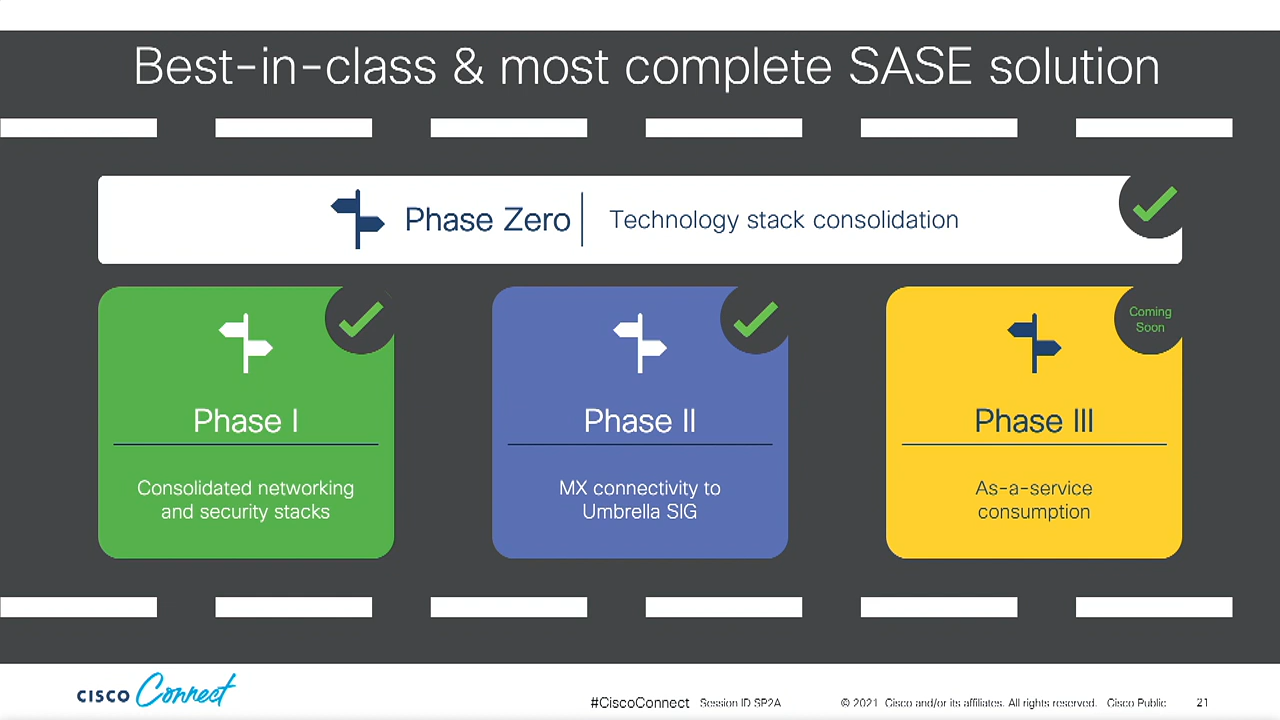 Best-in-class & most complete SASE solution
Phase Zero
Technology stack consolidation
Phase I
Consolidated networking
and security stacks
Phase II
MX connectivity to
Umbrella SIG
Coming
Soon
Phase III
As-a-service
consumption
CISCO Connect
#CiscoConnect Session ID SP2A © 2021 Cisco and/or its affiliates. All rights reserved. Cisco Public 21